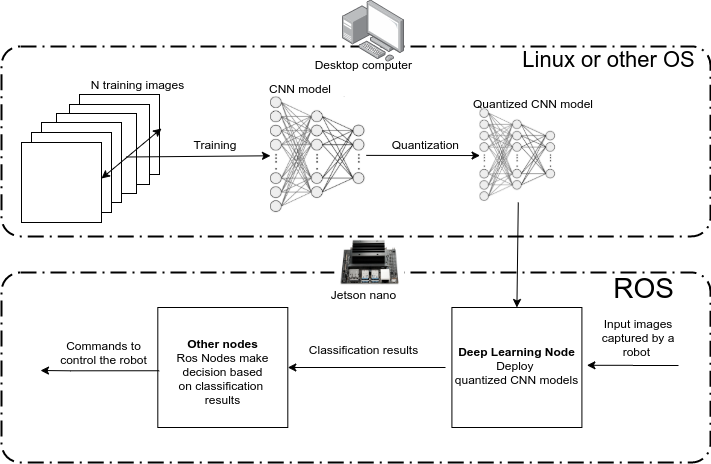 Desktop computer
Linux or other OS
N training images
CNN model
Quantized CNN model
Training
Quantization
Jetson nano
ROS
Commands to
control the robot
Other nodes
Ros Nodes make
decision based
on classification
results
Classification results
Deep Learning Node
Deploy
quantized CNN models
Input images
captured by a
robot